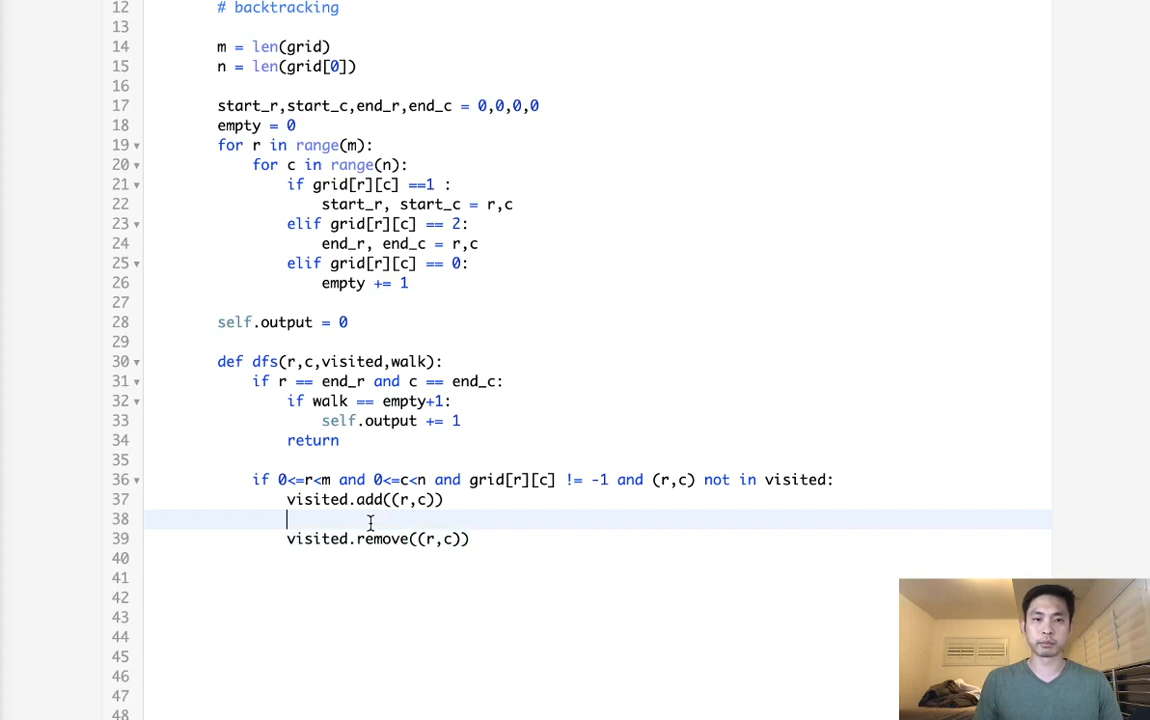 12 # backtracking
13
14 m = len(grid)
15 n = len(grid[0])
16
17 start_r,start_c,end_r,end_c = 0,0,0,0
18 empty = 0
19 for r in range(m):
20 for c in range(n):
21 if grid[r][c] ==1 :
22 start_r, start_c = r,c
23 elif grid[r][c] == 2:
24 end_r, end_c = r,c
25 elif grid[r][c] == 0:
26 empty += 1
27
28 self.output = 0
29
30 def dfs(r,c,visited,walk):
31 if r == end_r and c == end_c:
32 if walk == empty+1:
33 self.output += 1
34 return
35
36 if 0<=r<m and 0<=c<n and grid[r][c] != -1 and (r,c) not in visited:
37 visited.add((r,c))
38
39 visited.remove((r,c))
40
41
42
43
44
45
46
47
48